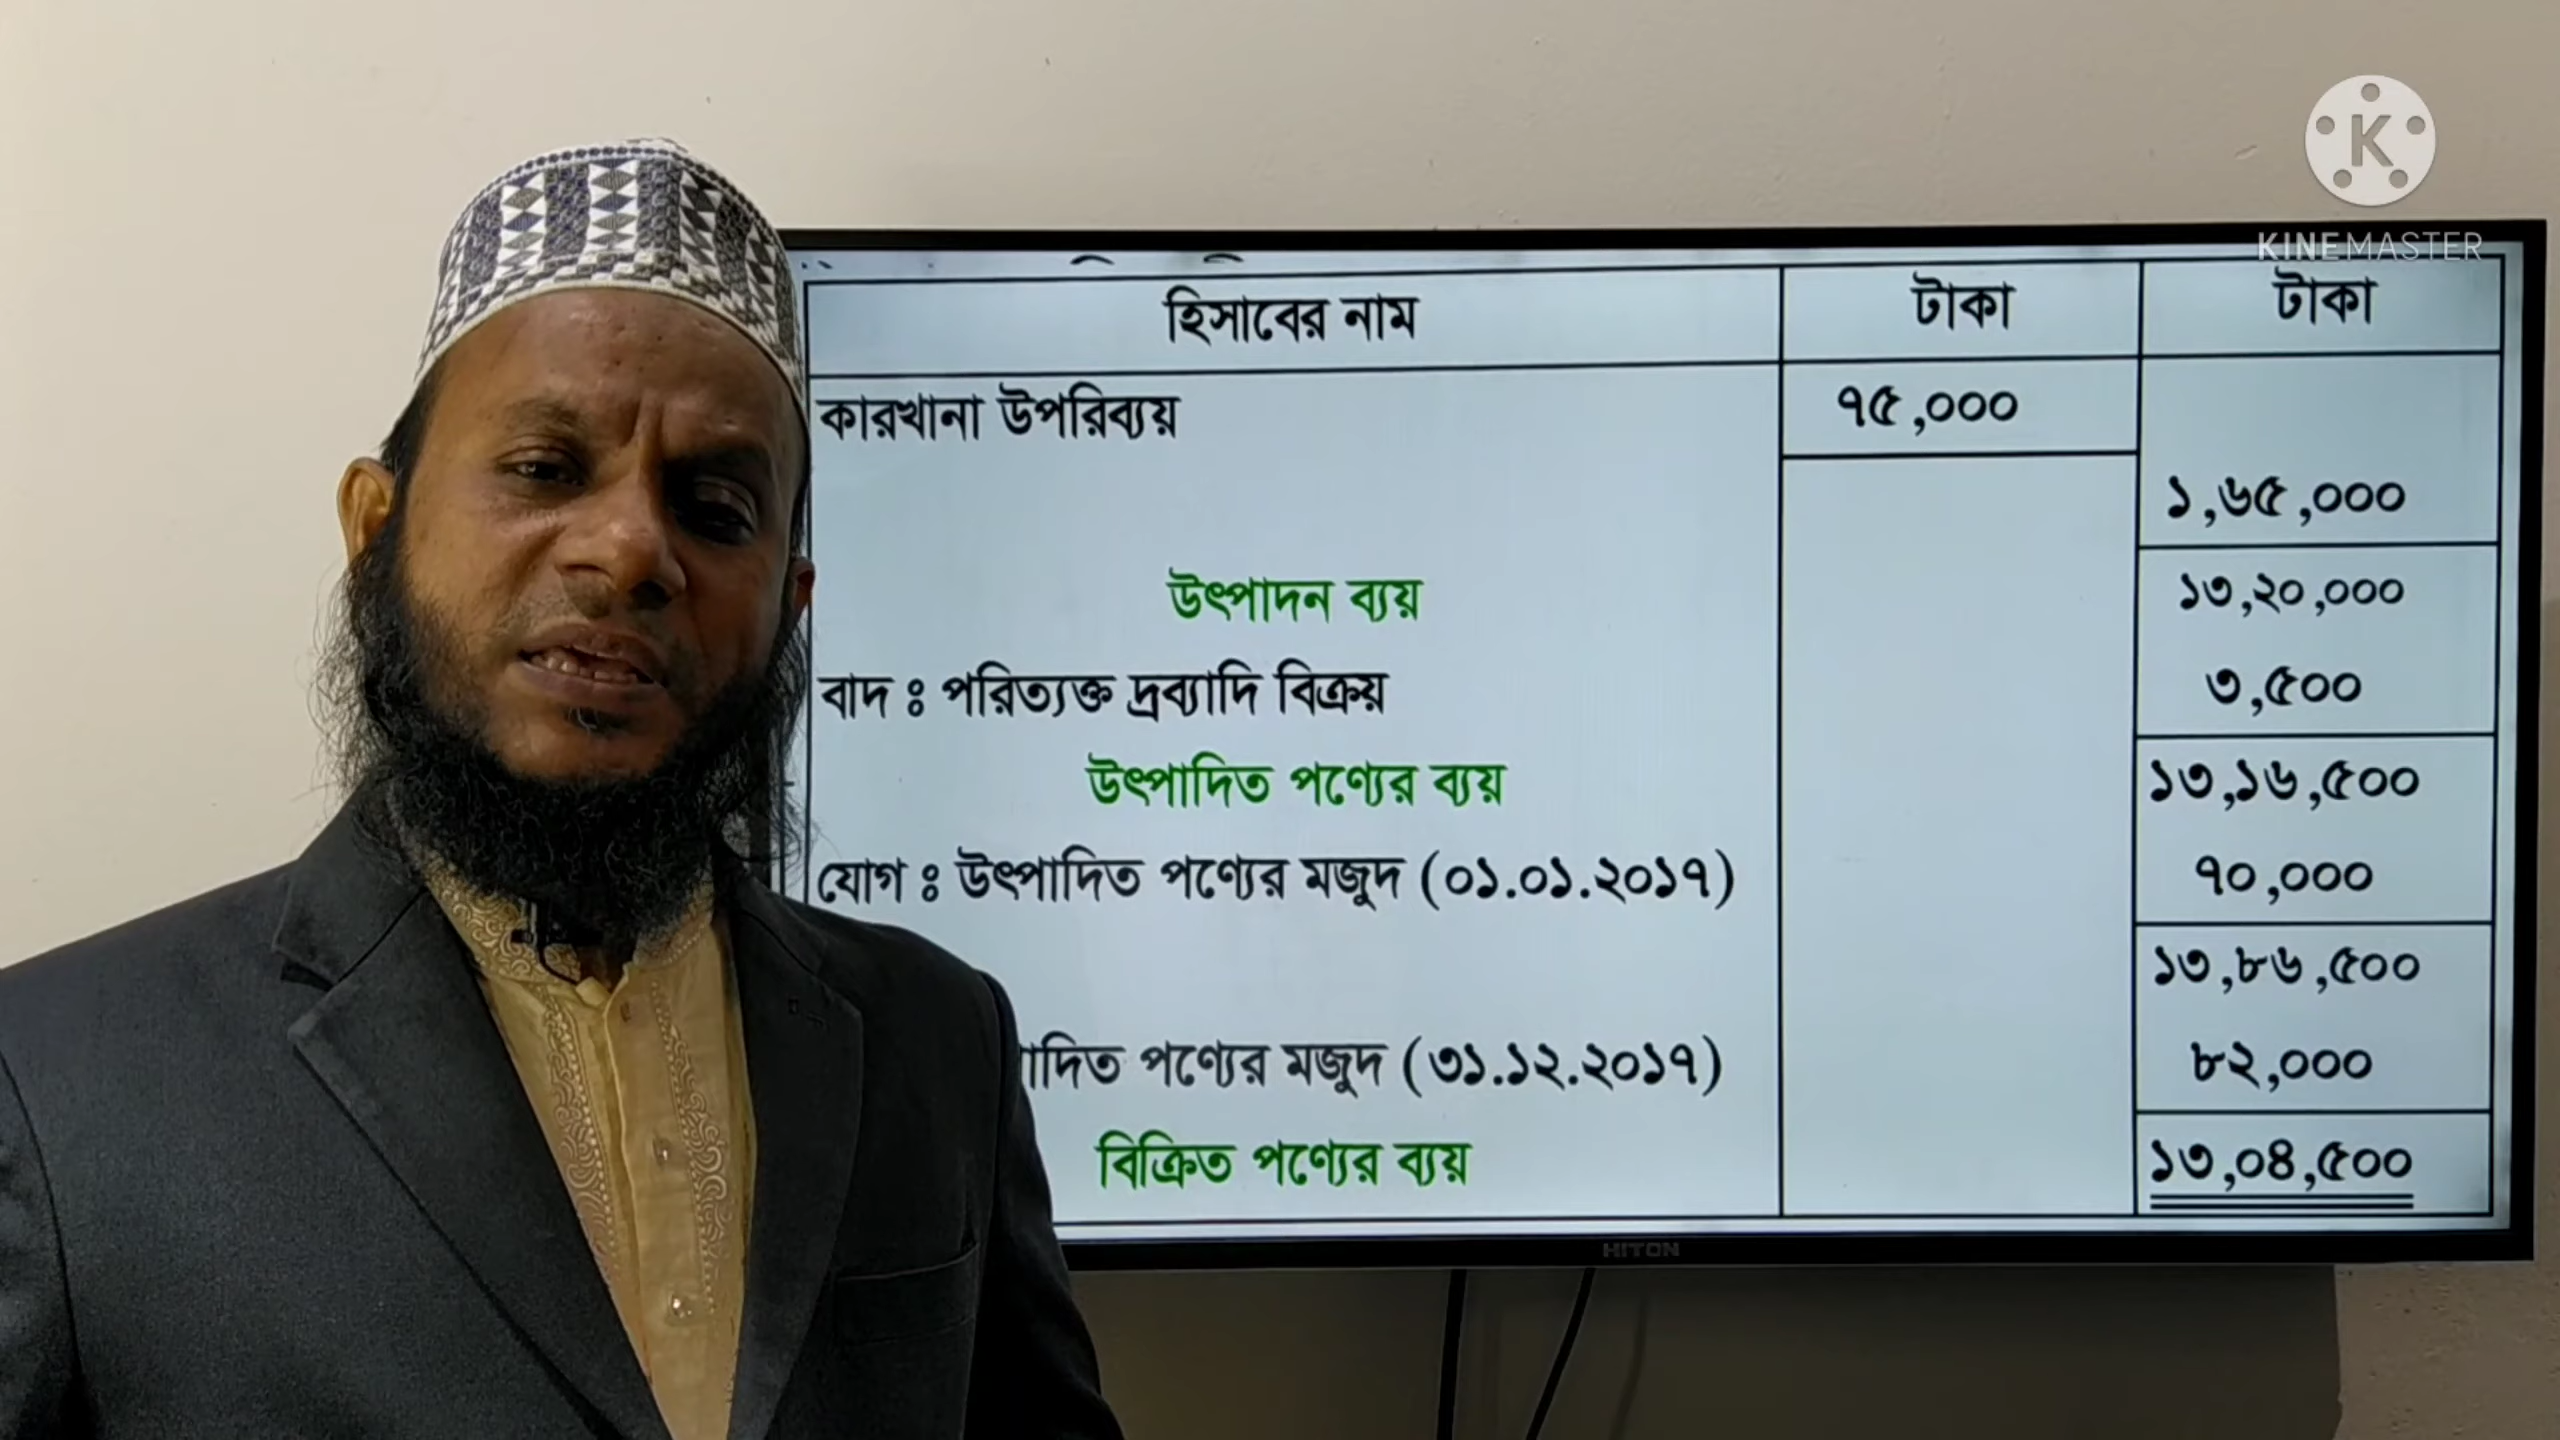 K
KINEMASTER
হিসাবের নাম টাকা টাকা
কারখানা উপরিব্যয় ৭৫,০০০
১,৬৫,০০০
উৎপাদন ব্যয় ১৩,২০,০০০
বাদ ঃ পরিত্যক্ত দ্রব্যাদি বিক্রয় ৩,৫০০
উৎপাদিত পণ্যের ব্যয় ১৩,১৬,৫০০
যোগ ঃ উৎপাদিত পণ্যের মজুদ (০১.০১.২০১৭) ৭০,০০০
১৩,৮৬,৫০০
পণ্যের মজুদ (৩১.১২.২০১৭) ৮২,০০০
বিক্রিত পণ্যের ব্যয় ১৩,০৪,৫০০
HITON